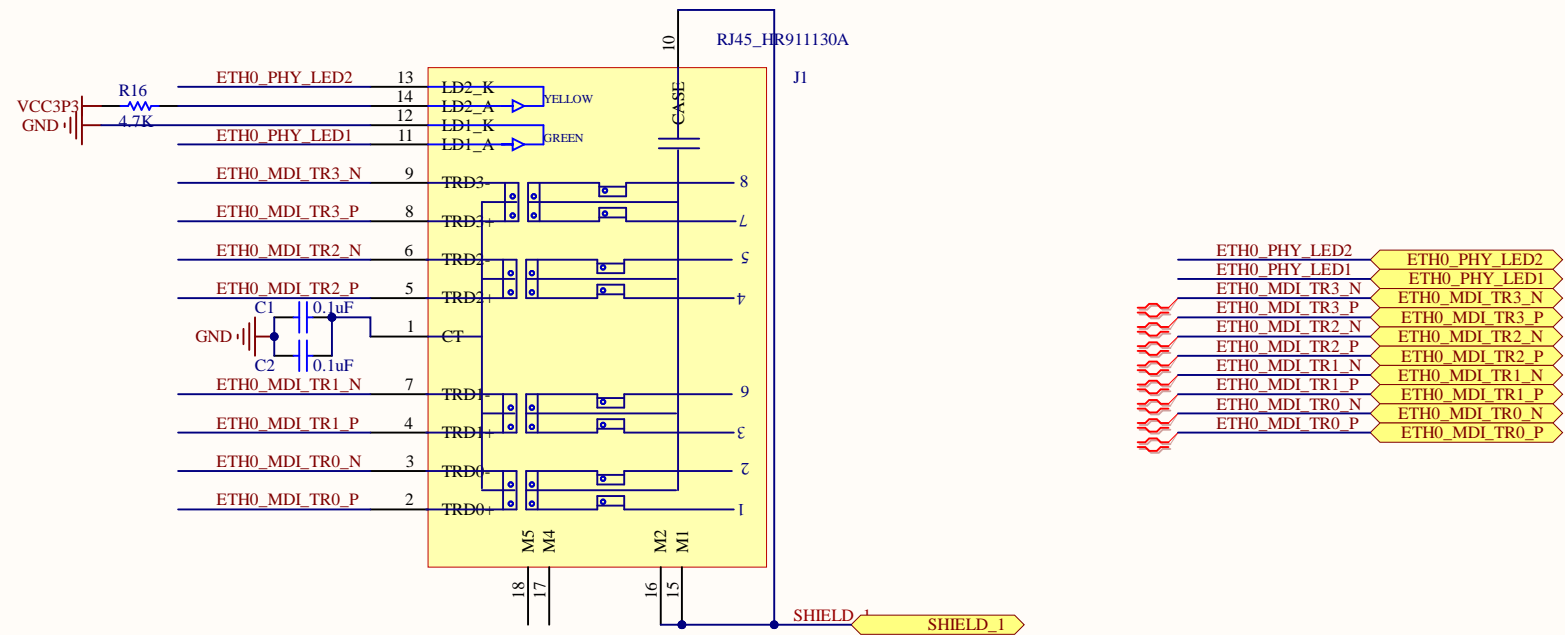 10
RJ45_HR911130A
J1
ETH0_PHY_LED2 13 LD2_K
R16
VCC3P3 14 LD2_A YELLOW
4.7K
GND 12 LD1_K
ETH0_PHY_LED1 11 LD1_A GREEN
CASE
ETH0_MDI_TR3_N 9 TRD3- 8
ETH0_MDI_TR3_P 8 TRD3+ 7
ETH0_MDI_TR2_N 6 TRD2- 5
ETH0_MDI_TR2_P 5 TRD2+ 4
C1 0.1uF
GND 1 CT
C2 0.1uF
ETH0_MDI_TR1_N 7 TRD1- 6
ETH0_MDI_TR1_P 4 TRD1+ 3
ETH0_MDI_TR0_N 3 TRD0- 2
ETH0_MDI_TR0_P 2 TRD0+ 1
M5 M4 M2 M1
18 17 16 15
SHIELD_1 SHIELD_1
ETH0_PHY_LED2 ETH0_PHY_LED2
ETH0_PHY_LED1 ETH0_PHY_LED1
ETH0_MDI_TR3_N ETH0_MDI_TR3_N
ETH0_MDI_TR3_P ETH0_MDI_TR3_P
ETH0_MDI_TR2_N ETH0_MDI_TR2_N
ETH0_MDI_TR2_P ETH0_MDI_TR2_P
ETH0_MDI_TR1_N ETH0_MDI_TR1_N
ETH0_MDI_TR1_P ETH0_MDI_TR1_P
ETH0_MDI_TR0_N ETH0_MDI_TR0_N
ETH0_MDI_TR0_P ETH0_MDI_TR0_P